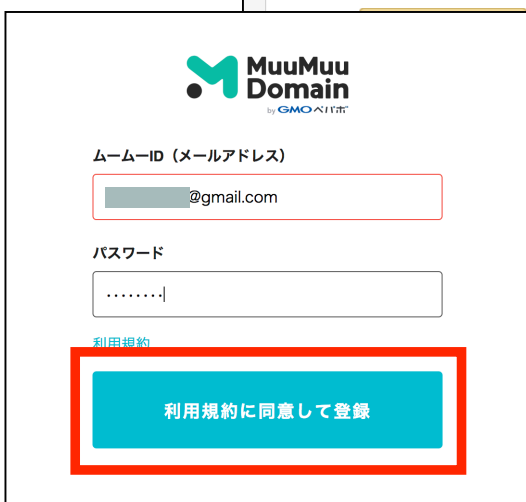 MuuMuu
Domain
by GMOペパボ
ムームーID（メールアドレス）
@gmail.com
パスワード
········
利用規約
利用規約に同意して登録